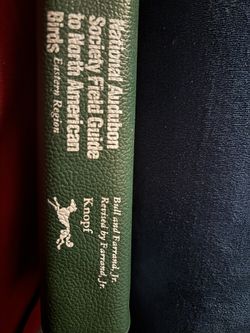 National Audubon
Society Field Guide
to North American
Birds Eastern Region
Bull and Farrand, Jr.
Revised by Farrand, Jr.
Knopf